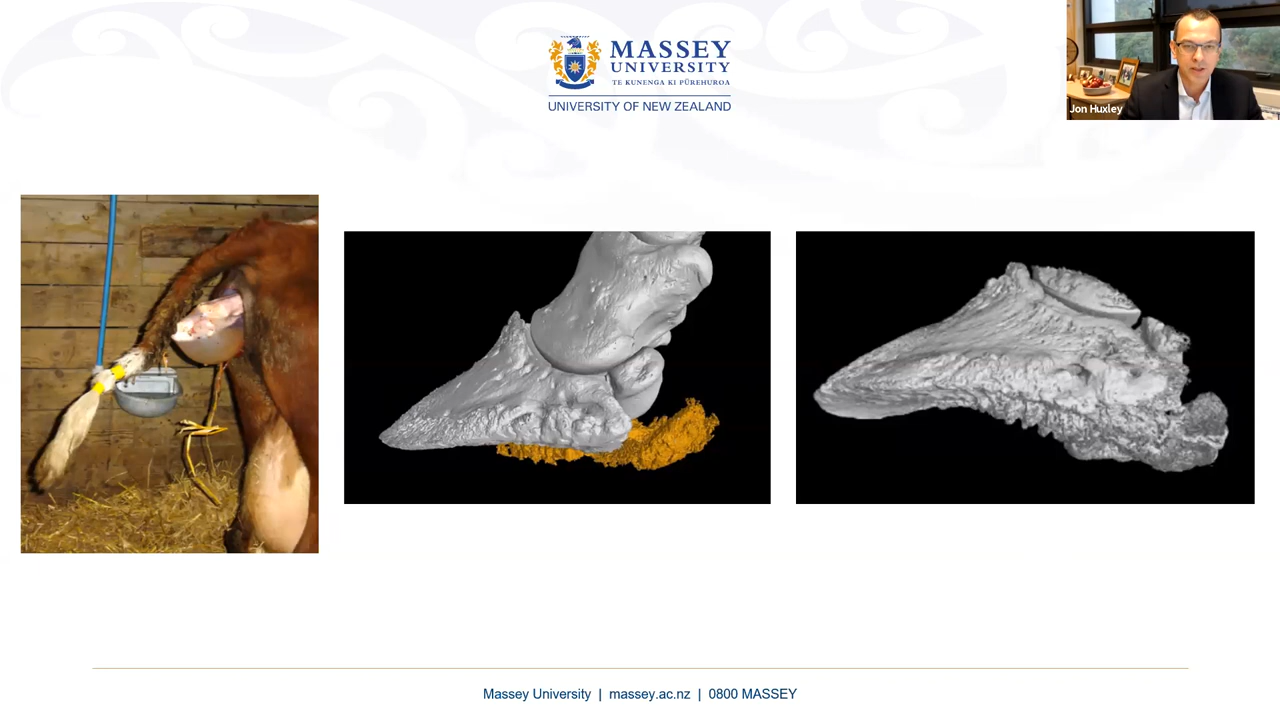 MASSEY
UNIVERSITY
TE KUNENGA KI PŪREHUROA
UNIVERSITY OF NEW ZEALAND
Jon Huxley
Massey University | massey.ac.nz | 0800 MASSEY